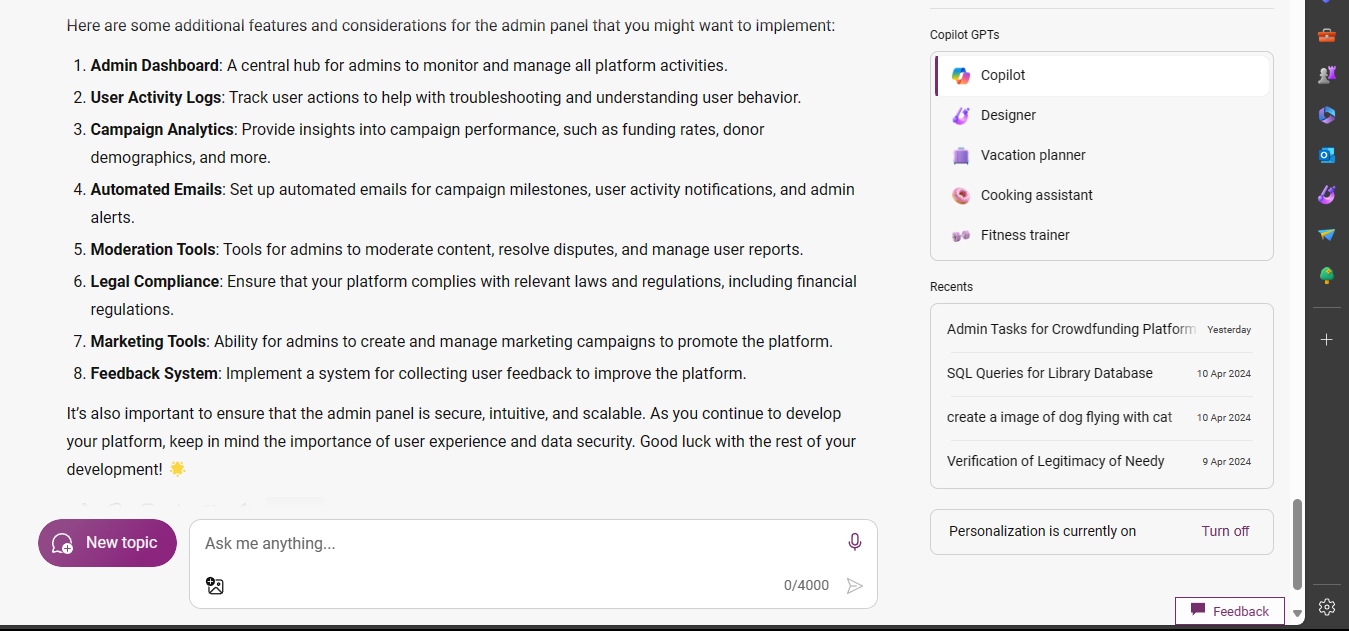 Here are some additional features and considerations for the admin panel that you might want to implement:
1. Admin Dashboard: A central hub for admins to monitor and manage all platform activities.
2. User Activity Logs: Track user actions to help with troubleshooting and understanding user behavior.
3. Campaign Analytics: Provide insights into campaign performance, such as funding rates, donor
demographics, and more.
4. Automated Emails: Set up automated emails for campaign milestones, user activity notifications, and admin
alerts.
5. Moderation Tools: Tools for admins to moderate content, resolve disputes, and manage user reports.
6. Legal Compliance: Ensure that your platform complies with relevant laws and regulations, including financial
regulations.
7. Marketing Tools: Ability for admins to create and manage marketing campaigns to promote the platform.
8. Feedback System: Implement a system for collecting user feedback to improve the platform.
It's also important to ensure that the admin panel is secure, intuitive, and scalable. As you continue to develop
your platform, keep in mind the importance of user experience and data security. Good luck with the rest of your
development! 🌟
New topic
Ask me anything...
0/4000
Copilot GPTs
Copilot
Designer
Vacation planner
Cooking assistant
Fitness trainer
Recents
Admin Tasks for Crowdfunding Platform Yesterday
SQL Queries for Library Database 10 Apr 2024
create a image of dog flying with cat 10 Apr 2024
Verification of Legitimacy of Needy 9 Apr 2024
Personalization is currently on Turn off
Feedback